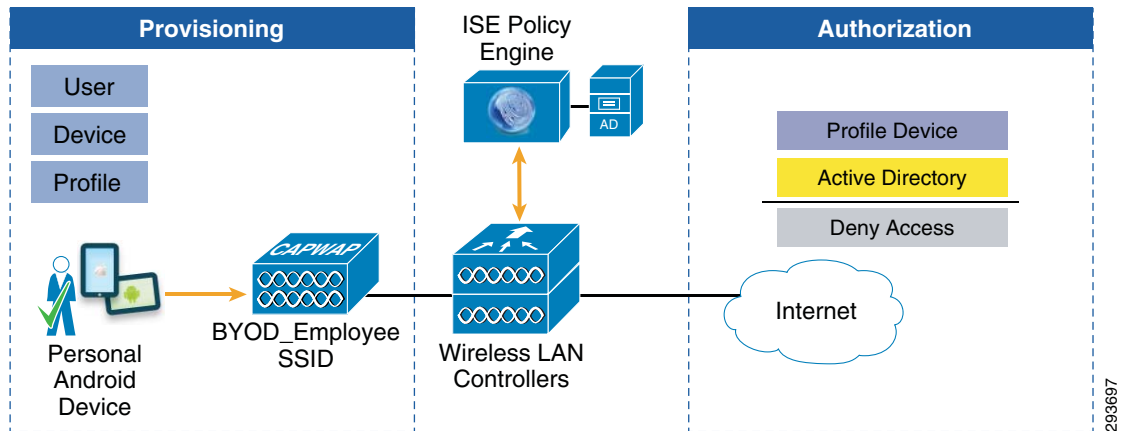 Provisioning
User
Device
Profile
Personal
Android
Device
CAPWAP
BYOD_Employee
SSID
ISE Policy
Engine
AD
Wireless LAN
Controllers
Authorization
Profile Device
Active Directory
Deny Access
Internet
293697